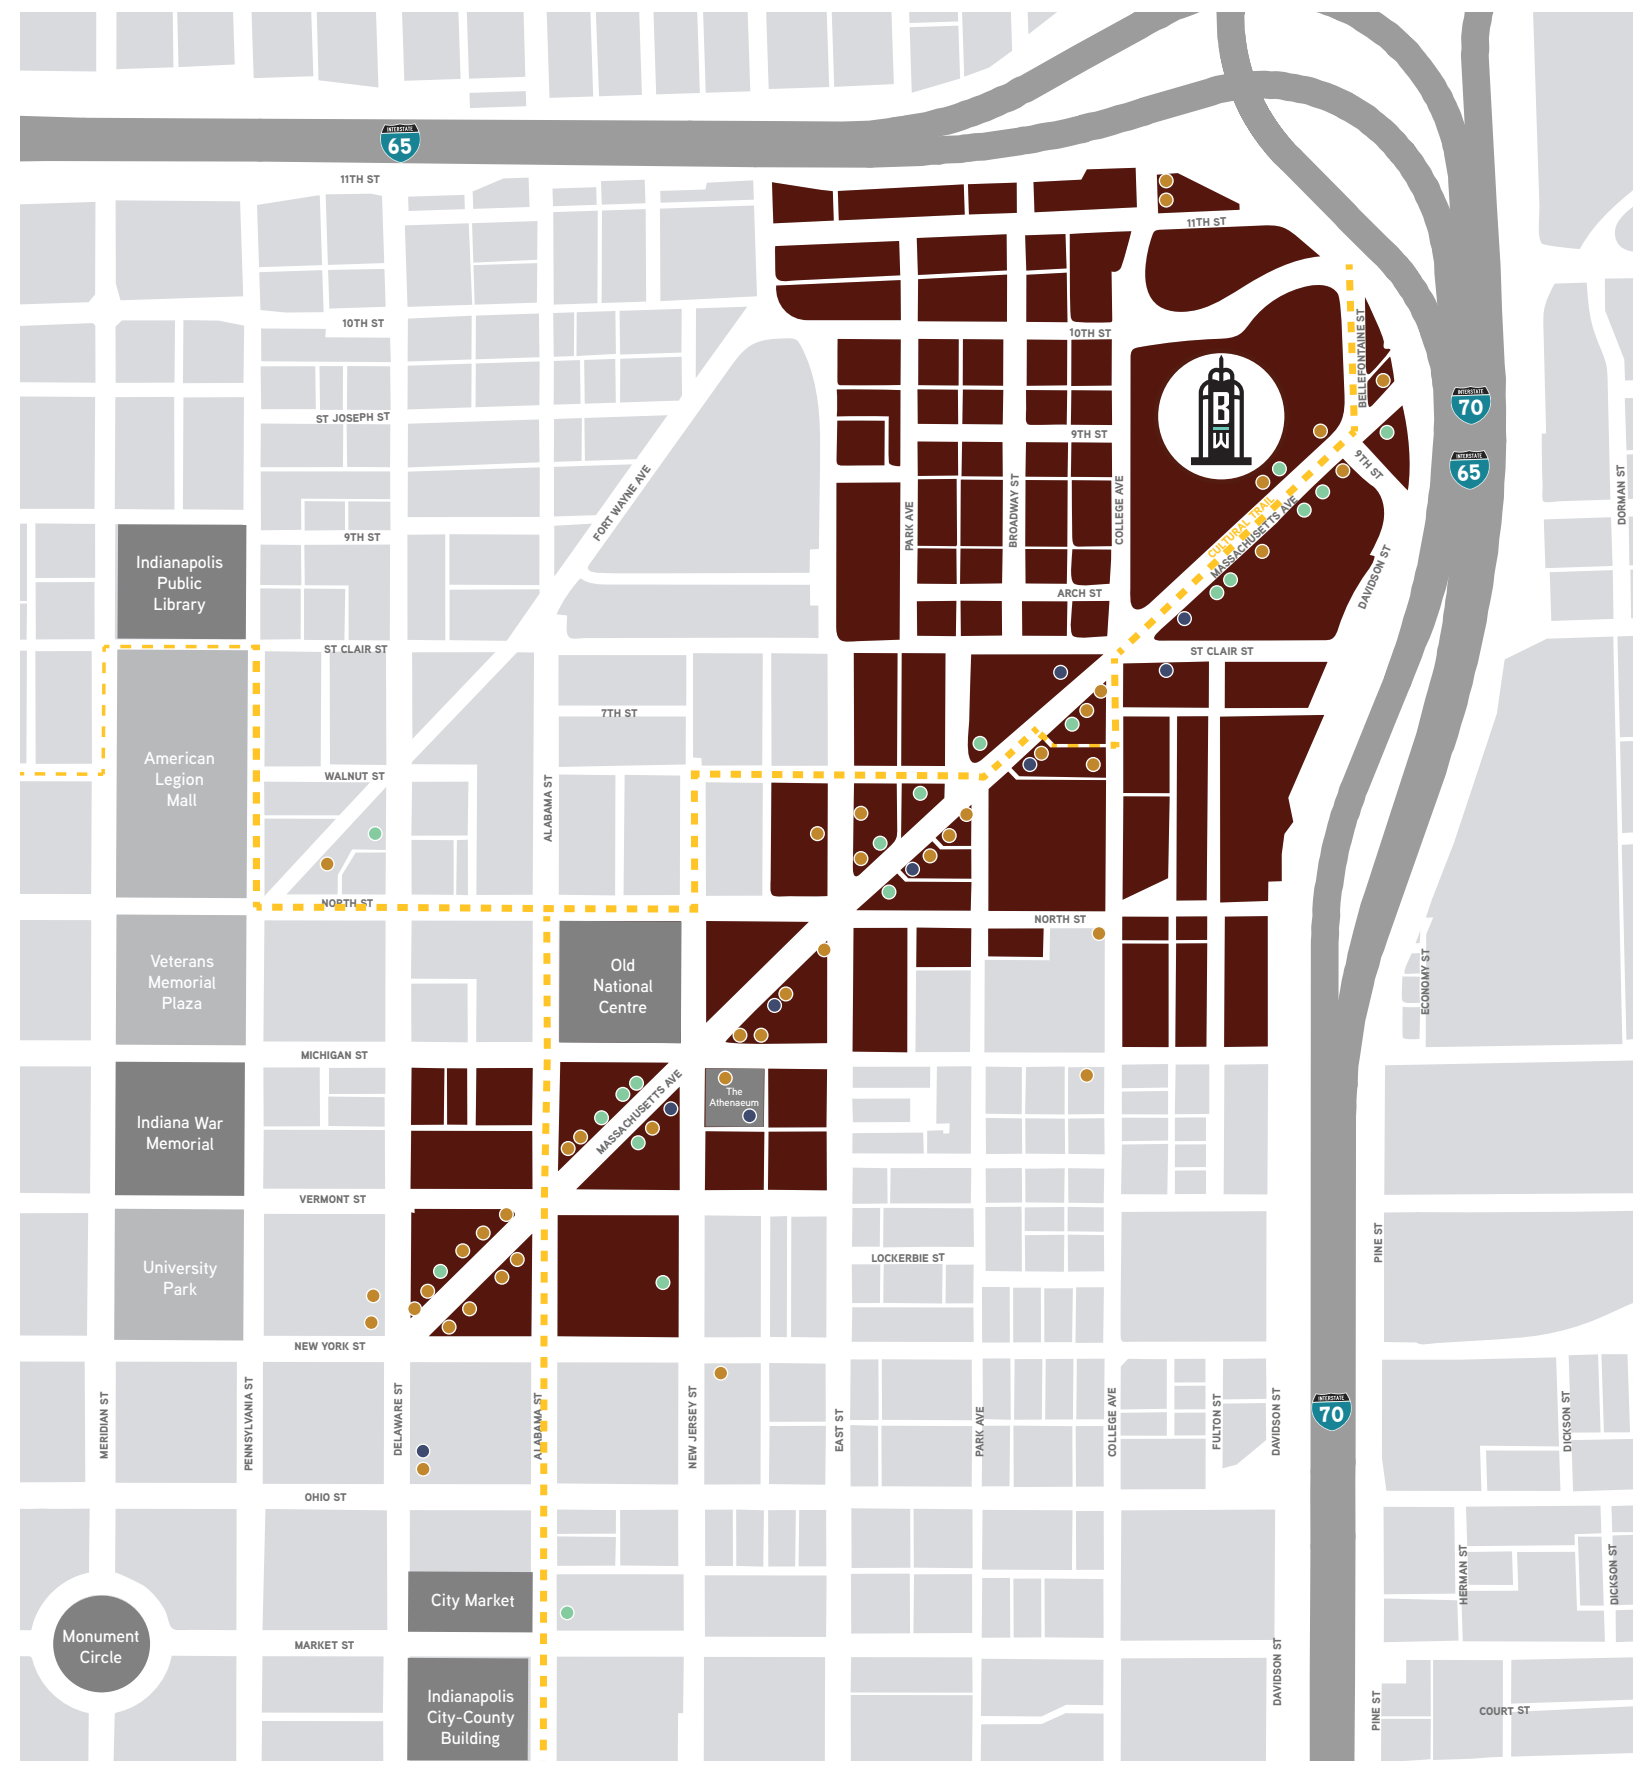 INTERSTATE
65
11TH ST
11TH ST
10TH ST
10TH ST
BELLEFONTAINE ST
B
W
INTERSTATE
70
INTERSTATE
65
ST JOSEPH ST
9TH ST
9TH ST
FORT WAYNE AVE
PARK AVE
BROADWAY ST
COLLEGE AVE
CULTURAL TRAIL
MASSACHUSETTS AVE
DORMAN ST
9TH ST
DAVIDSON ST
Indianapolis
Public
Library
ARCH ST
ST CLAIR ST
ST CLAIR ST
7TH ST
American
Legion
Mall
WALNUT ST
ALABAMA ST
NORTH ST
NORTH ST
Veterans
Memorial
Plaza
Old
National
Centre
ECONOMY ST
MICHIGAN ST
Indiana War
Memorial
MASSACHUSETTS AVE
The
Athenaeum
VERMONT ST
University
Park
LOCKERBIE ST
PINE ST
NEW YORK ST
MERIDIAN ST
PENNSYLVANIA ST
DELAWARE ST
ALABAMA ST
NEW JERSEY ST
EAST ST
PARK AVE
COLLEGE AVE
FULTON ST
DAVIDSON ST
INTERSTATE
70
DICKSON ST
OHIO ST
City Market
HERMAN ST
DICKSON ST
Monument
Circle
MARKET ST
DAVIDSON ST
Indianapolis
City-County
Building
PINE ST
COURT ST